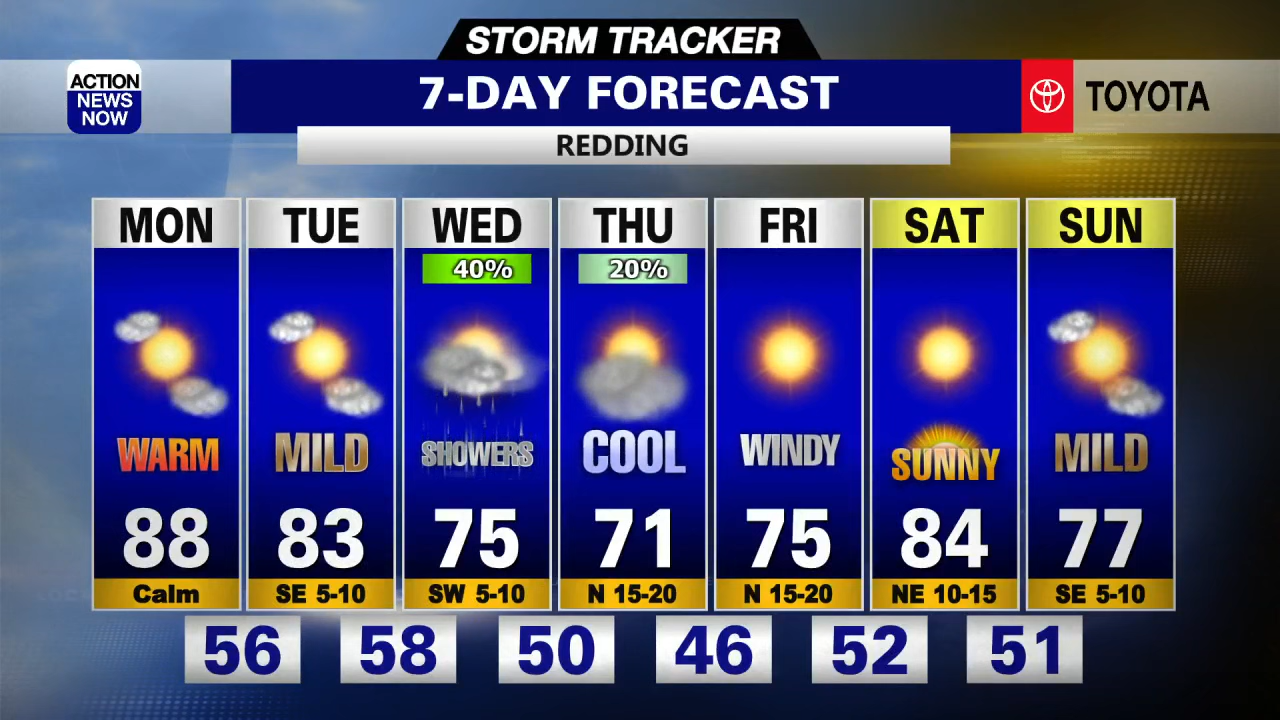 STORM TRACKER
ACTION
NEWS
NOW
7-DAY FORECAST
TOYOTA
REDDING
MON TUE WED THU FRI SAT SUN
40% 20%
WARM MILD SHOWERS COOL WINDY SUNNY MILD
88 83 75 71 75 84 77
Calm SE 5-10 SW 5-10 N 15-20 N 15-20 NE 10-15 SE 5-10
56 58 50 46 52 51